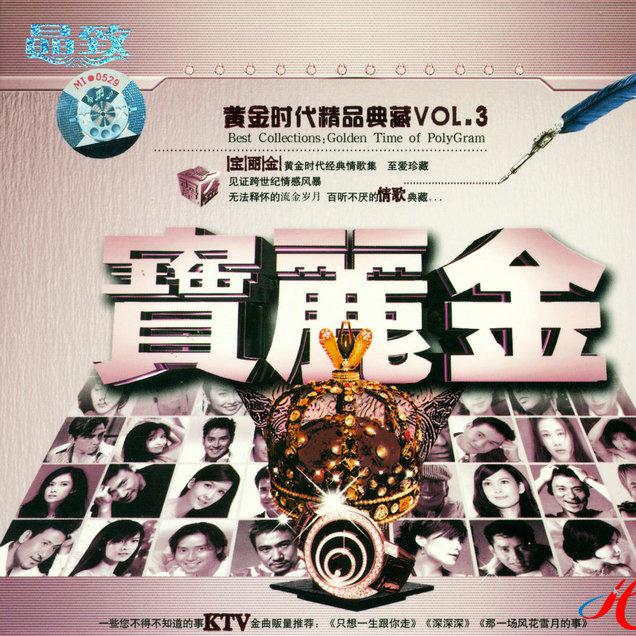 晶致
MI●0529
黄金时代精品典藏VOL.3
Best Collections:Golden Time of PolyGram
|宝|丽|金| 黄金时代经典情歌集 至爱珍藏
见证跨世纪情感风暴
无法释怀的流金岁月 百听不厌的情歌典藏...
寶麗金
一些您不得不知道的事KTV金曲贩量推荐:《只想一生跟你走》《深深深》《那一场风花雪月的事》